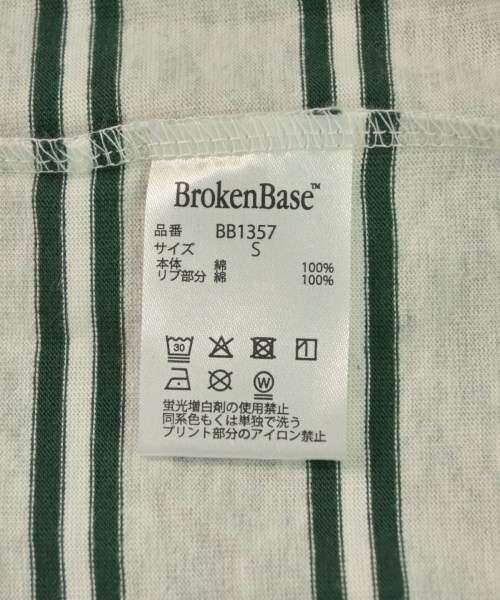 BrokenBase™
品番 BB1357
サイズ S
本体 綿 100%
リブ部分 綿 100%
30
W
蛍光増白剤の使用禁止
同系色もくは単独で洗う
プリント部分のアイロン禁止